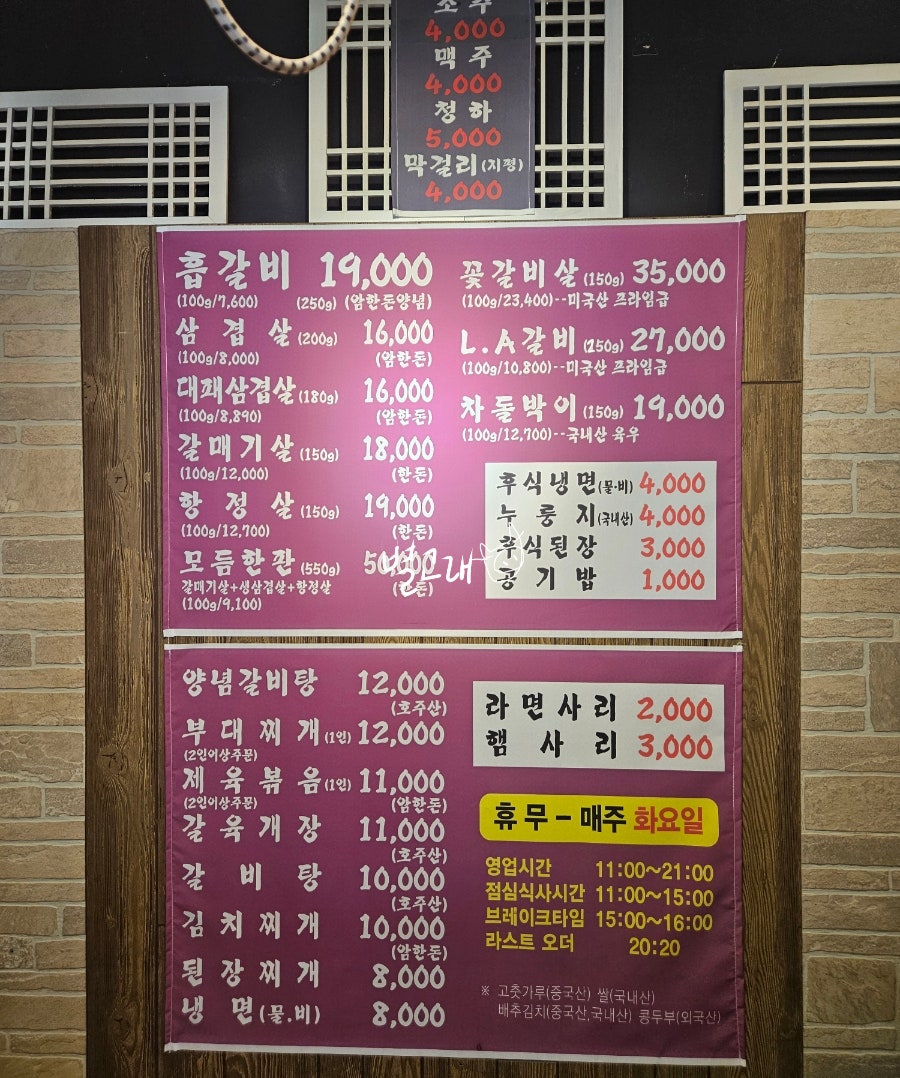 소주
4,000
맥주
4,000
청하
5,000
막걸리(지평)
4,000
흡갈비 19,000
(100g/7,600) (250g) (암한돈양념)
삼겹살(200g) 16,000
(100g/8,000) (암한돈)
대패삼겹살(180g) 16,000
(100g/8,890) (암한돈)
갈매기살(150g) 18,000
(100g/12,000) (한돈)
항정살(150g) 19,000
(100g/12,700) (한돈)
모듬한판(550g) 50,000
갈매기살+생삼겹살+항정살 (한돈)
(100g/9,100)
꽃갈비살(150g) 35,000
(100g/23,400)--미국산 프라임급
L.A갈비(250g) 27,000
(100g/10,800)--미국산 프라임급
차돌박이(150g) 19,000
(100g/12,700)--국내산 육우
후식냉면(물·비) 4,000
누룽지(국내산) 4,000
후식된장 3,000
공기밥 1,000
별고래
양념갈비탕 12,000
(호주산)
부대찌개(1인) 12,000
(2인이상주문)
제육볶음(1인) 11,000
(2인이상주문) (암한돈)
갈육개장 11,000
(호주산)
갈비탕 10,000
(호주산)
김치찌개 10,000
(암한돈)
된장찌개 8,000
냉면(물.비) 8,000
라면사리 2,000
햄사리 3,000
휴무 - 매주 화요일
영업시간 11:00~21:00
점심식사시간 11:00~15:00
브레이크타임 15:00~16:00
라스트 오더 20:20
※ 고춧가루(중국산) 쌀(국내산)
배추김치(중국산,국내산) 콩두부(외국산)